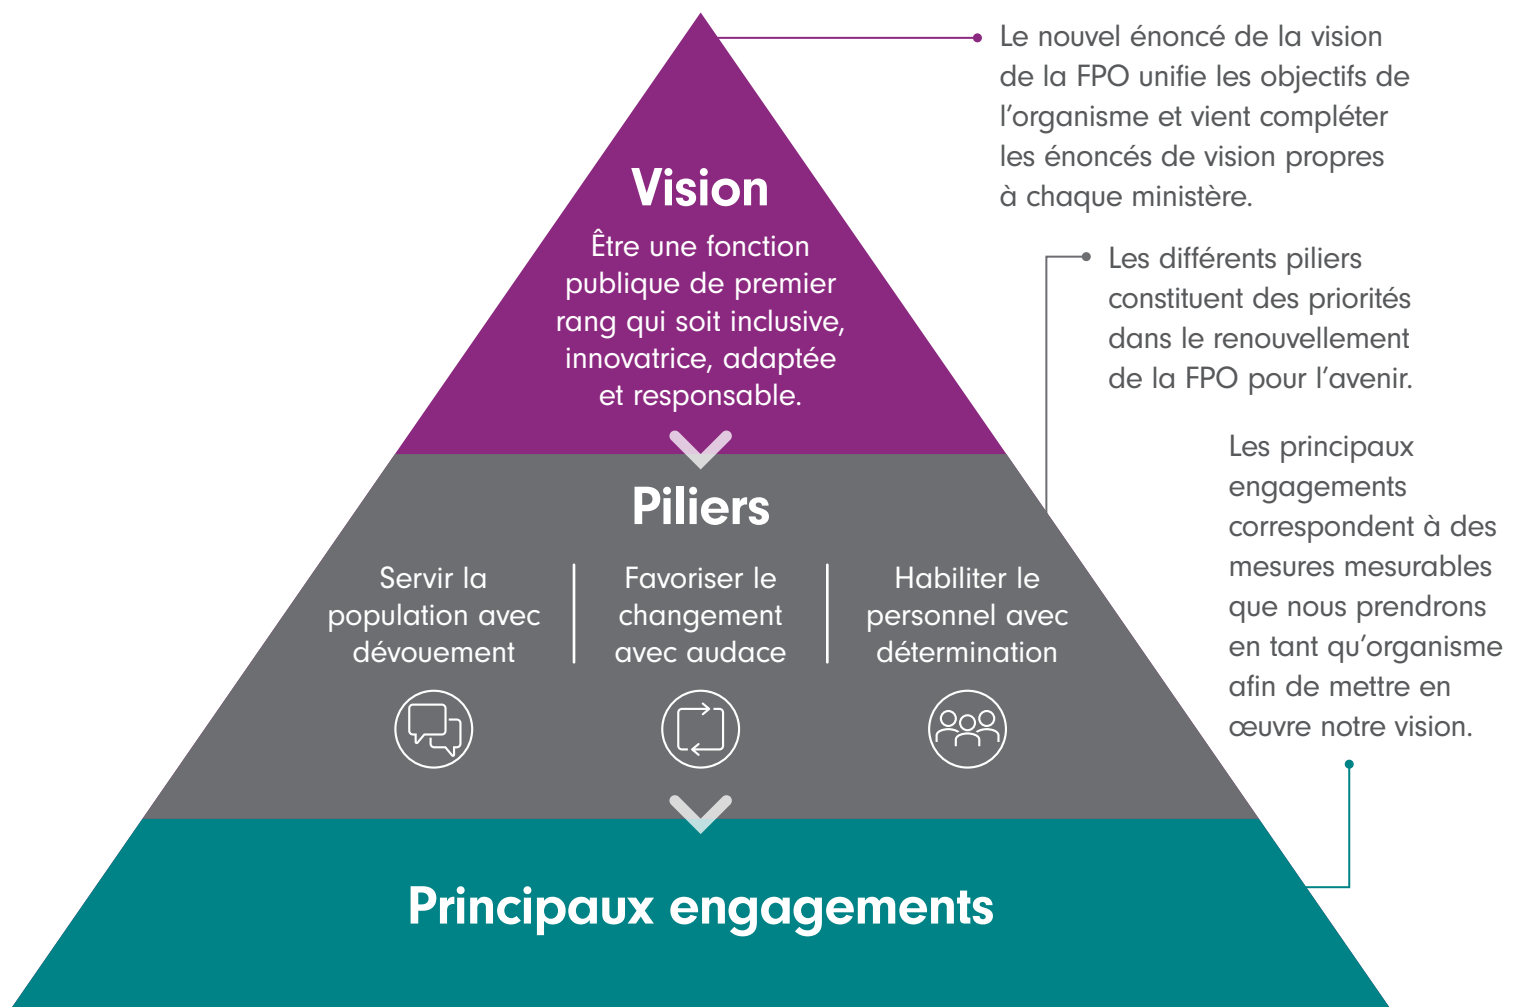 Le nouvel énoncé de la vision
de la FPO unifie les objectifs de
l’organisme et vient compléter
les énoncés de vision propres
à chaque ministère.
Vision
Être une fonction
publique de premier
rang qui soit inclusive,
innovatrice, adaptée
et responsable.
Les différents piliers
constituent des priorités
dans le renouvellement
de la FPO pour l’avenir.
Piliers
Servir la
population avec
dévouement
Favoriser le
changement
avec audace
Habiliter le
personnel avec
détermination
Les principaux
engagements
correspondent à des
mesures mesurables
que nous prendrons
en tant qu’organisme
afin de mettre en
œuvre notre vision.
Principaux engagements